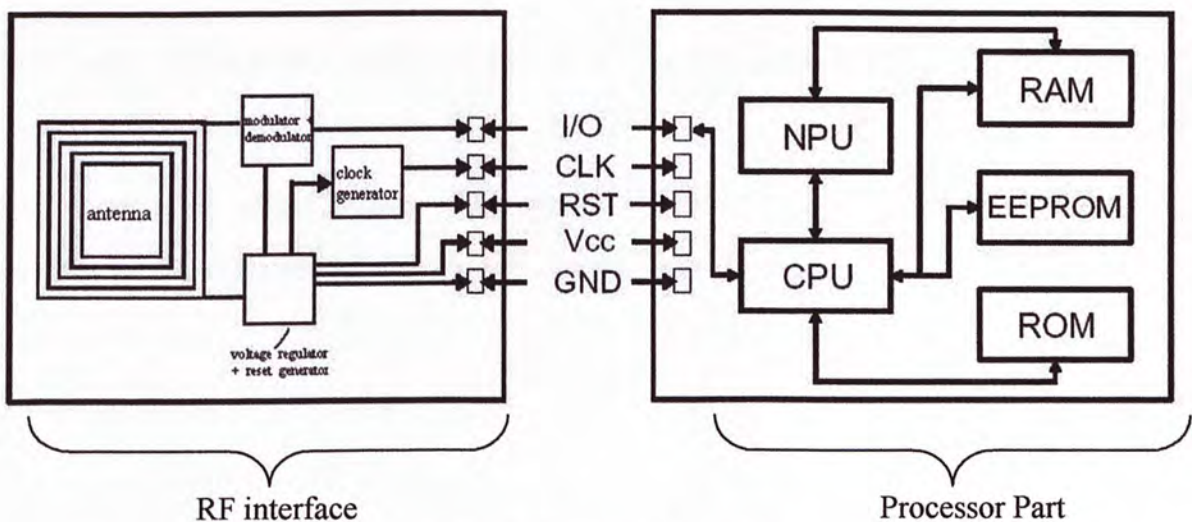 antenna
modulator
demodulator
clock
generator
voltage regulator
+ reset generator
I/O
CLK
RST
Vcc
GND
NPU
CPU
RAM
EEPROM
ROM
RF interface
Processor Part